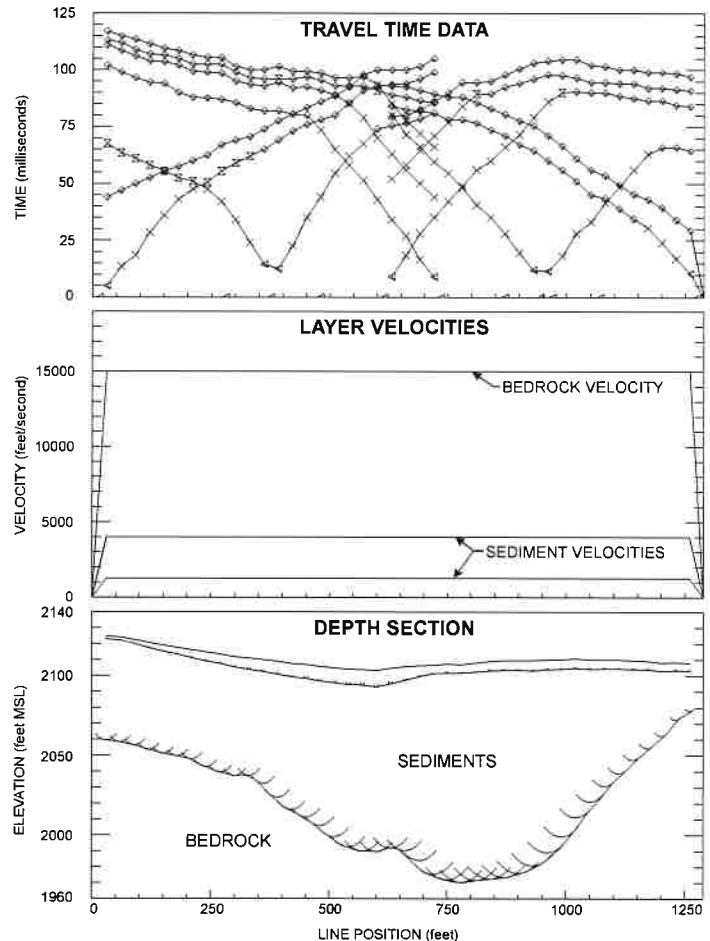 TRAVEL TIME DATA
TIME (milliseconds)
125
100
75
50
25
0
LAYER VELOCITIES
VELOCITY (feet/second)
15000
10000
5000
0
BEDROCK VELOCITY
SEDIMENT VELOCITIES
DEPTH SECTION
ELEVATION (feet MSL)
2140
2100
2050
2000
1960
SEDIMENTS
BEDROCK
0 250 500 750 1000 1250
LINE POSITION (feet)